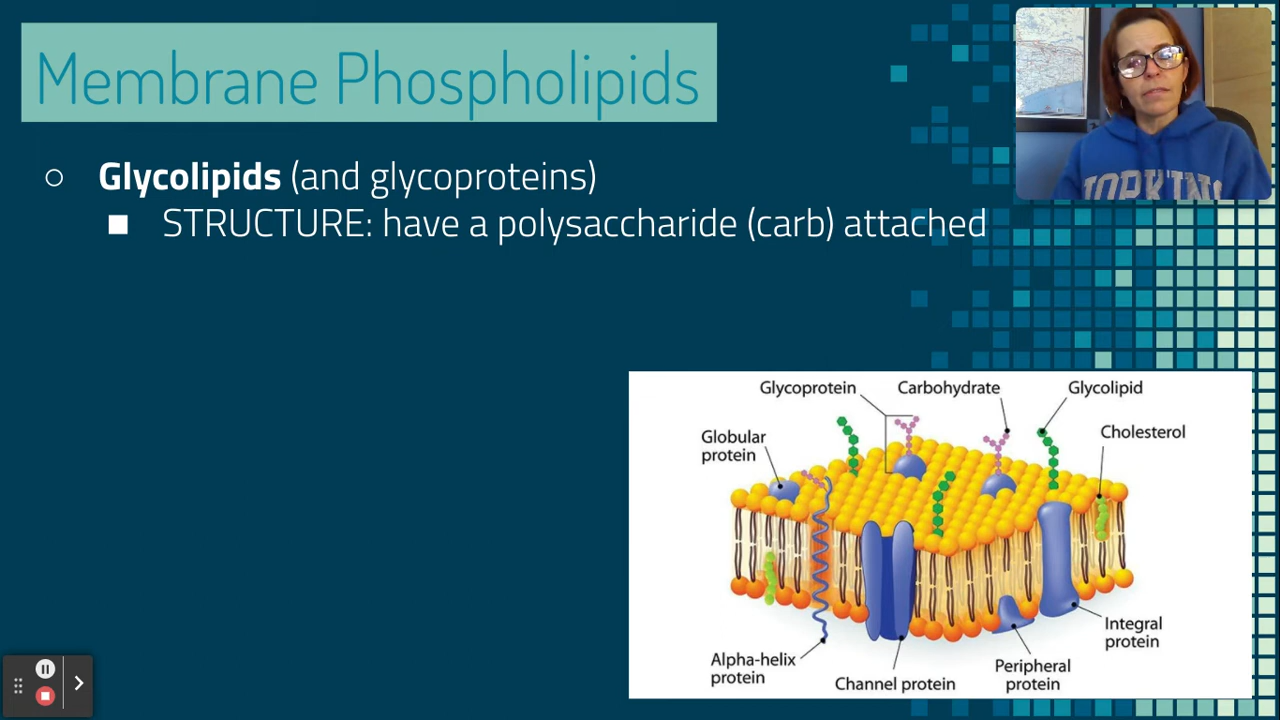 Membrane Phospholipids
Glycolipids (and glycoproteins)
STRUCTURE: have a polysaccharide (carb) attached
Glycoprotein
Carbohydrate
Glycolipid
Globular
protein
Cholesterol
Alpha-helix
protein
Channel protein
Peripheral
protein
Integral
protein